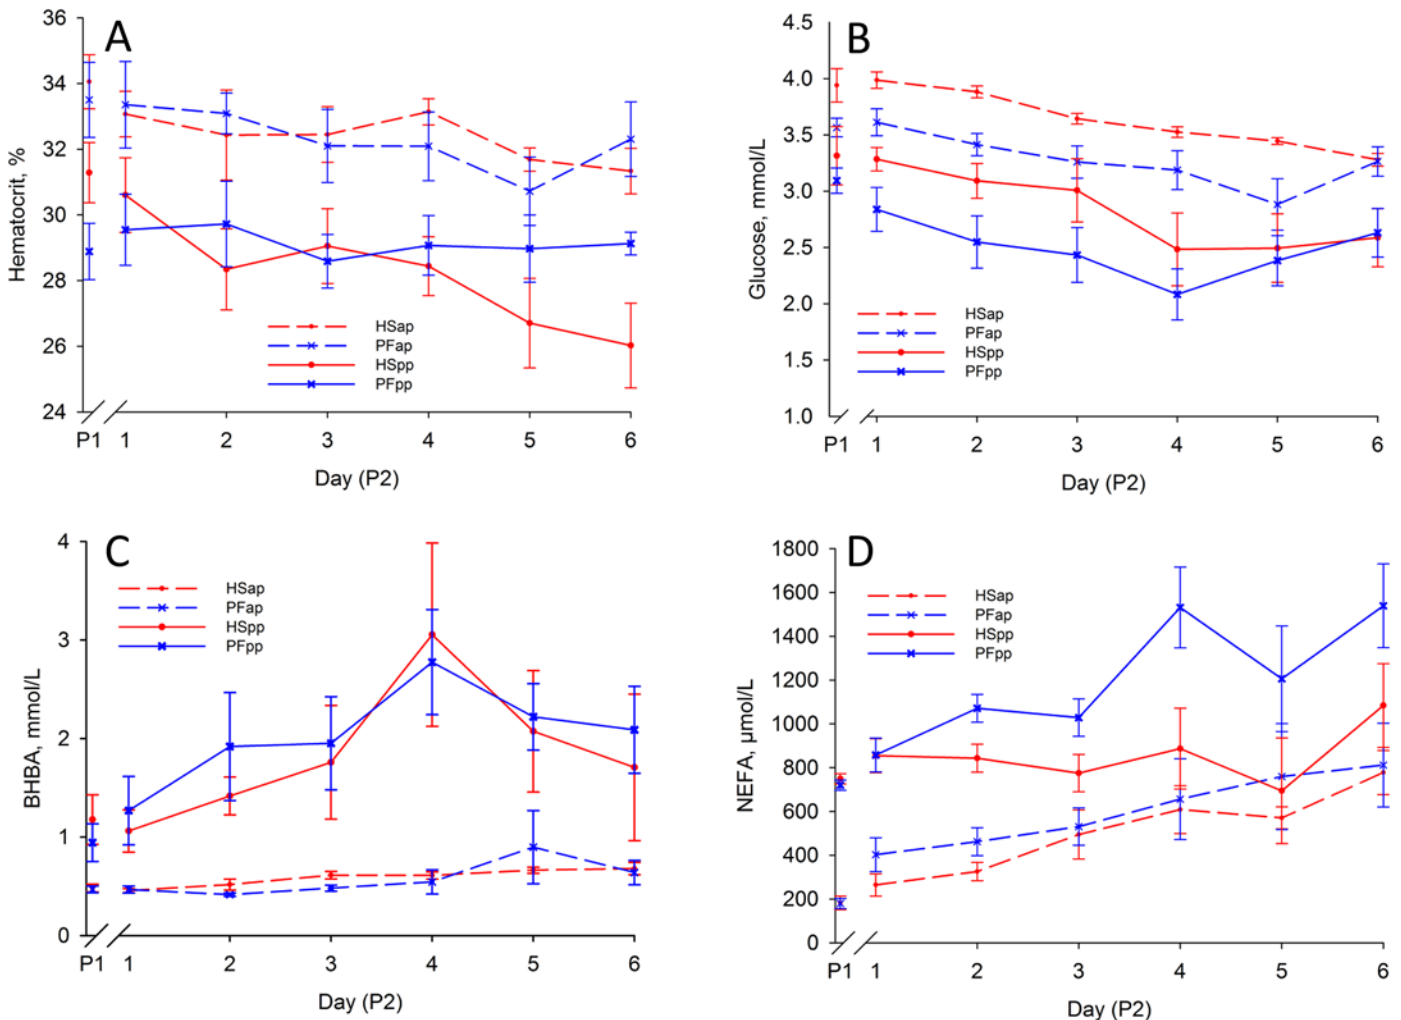 A
Hematocrit, %
36
34
32
30
28
26
24
HSap
PFap
HSpp
PFpp
P1 1 2 3 4 5 6
Day (P2)
B
Glucose, mmol/L
4.5
4.0
3.5
3.0
2.5
2.0
1.5
1.0
HSap
PFap
HSpp
PFpp
P1 1 2 3 4 5 6
Day (P2)
C
BHBA, mmol/L
4
3
2
1
0
HSap
PFap
HSpp
PFpp
P1 1 2 3 4 5 6
Day (P2)
D
NEFA, µmol/L
1800
1600
1400
1200
1000
800
600
400
200
0
HSap
PFap
HSpp
PFpp
P1 1 2 3 4 5 6
Day (P2)